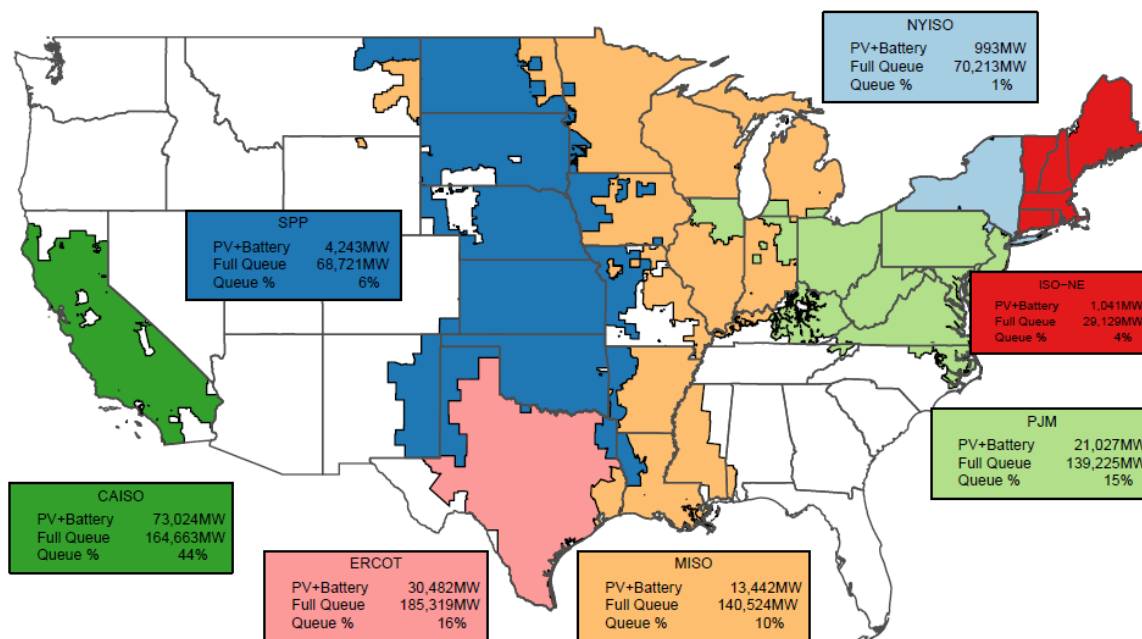 NYISO
PV+Battery 993MW
Full Queue 70,213MW
Queue % 1%
SPP
PV+Battery 4,243MW
Full Queue 68,721MW
Queue % 6%
ISO-NE
PV+Battery 1,041MW
Full Queue 29,129MW
Queue % 4%
PJM
PV+Battery 21,027MW
Full Queue 139,225MW
Queue % 15%
CAISO
PV+Battery 73,024MW
Full Queue 164,663MW
Queue % 44%
ERCOT
PV+Battery 30,482MW
Full Queue 185,319MW
Queue % 16%
MISO
PV+Battery 13,442MW
Full Queue 140,524MW
Queue % 10%